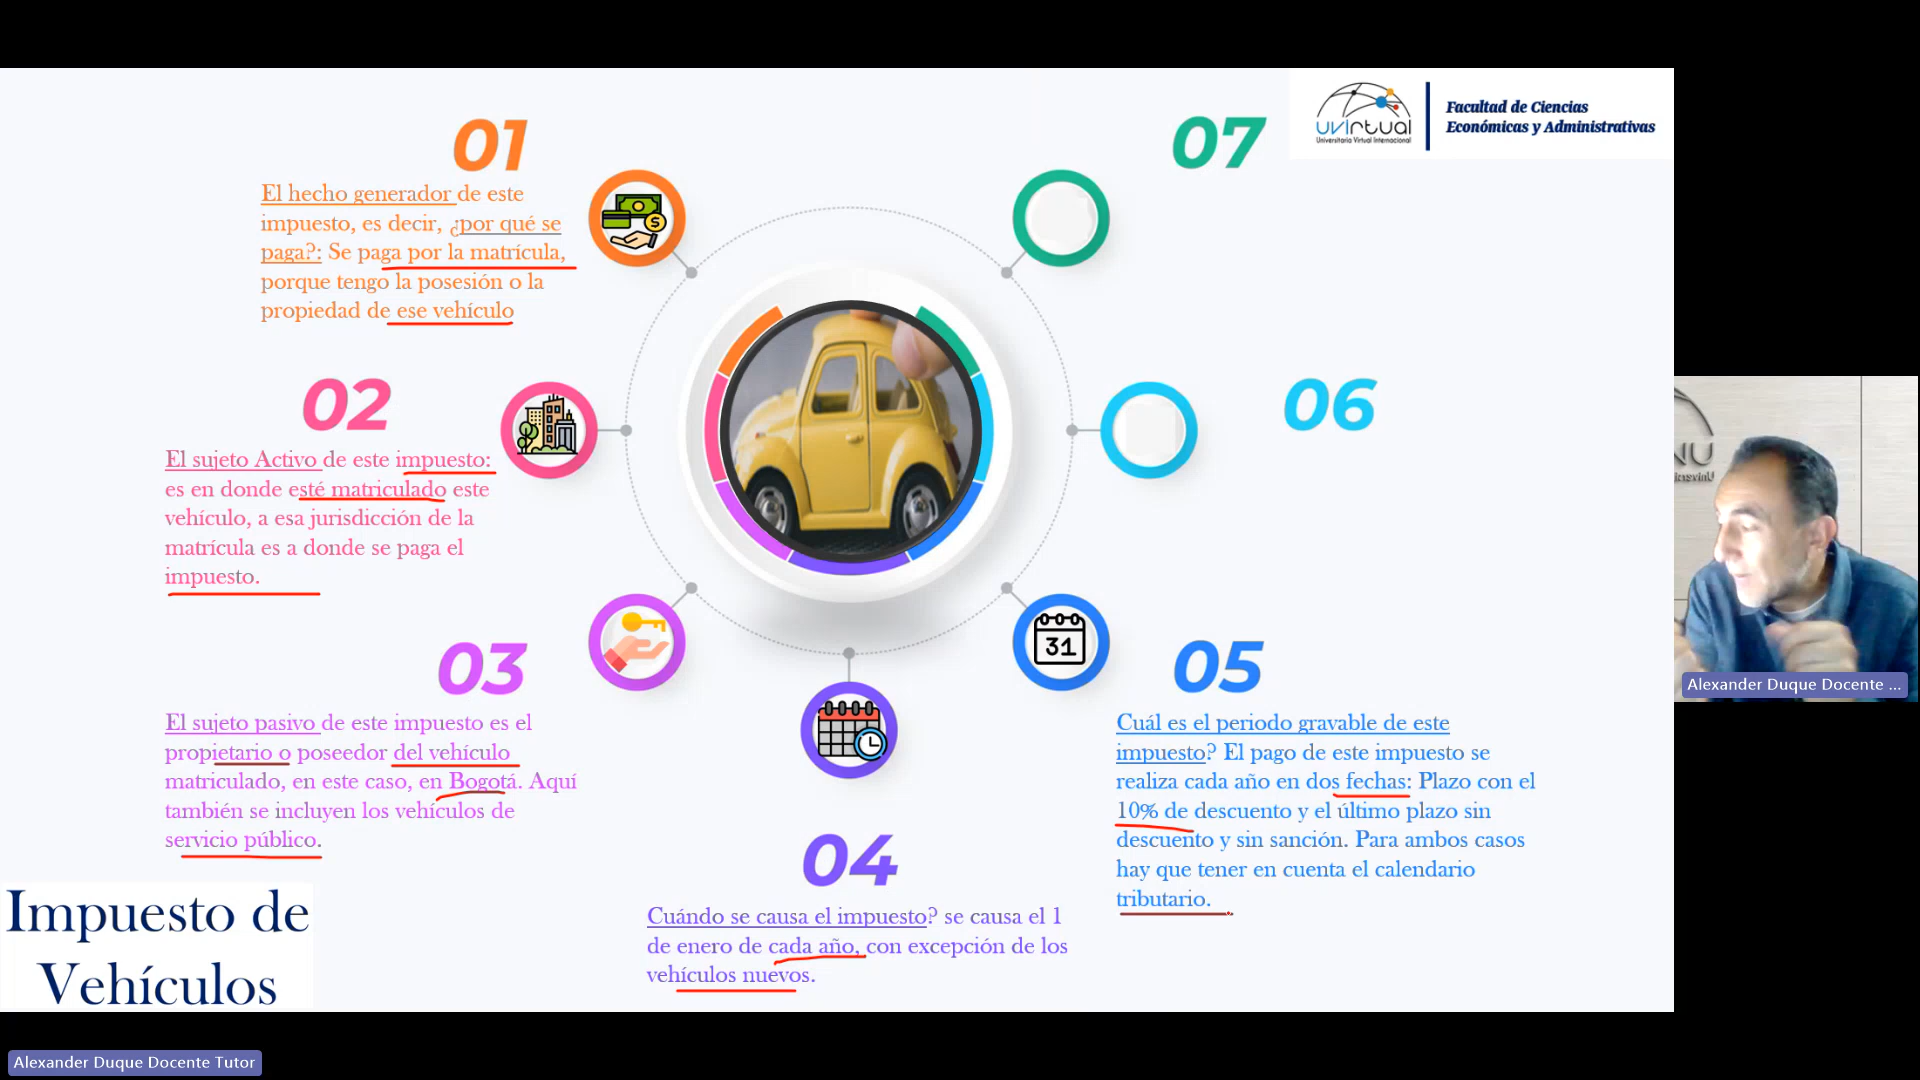 01
El hecho generador de este
impuesto, es decir, ¿por qué se
paga?: Se paga por la matrícula,
porque tengo la posesión o la
propiedad de ese vehículo
02
El sujeto Activo de este impuesto:
es en donde esté matriculado este
vehículo, a esa jurisdicción de la
matrícula es a donde se paga el
impuesto.
03
El sujeto pasivo de este impuesto es el
propietario o poseedor del vehículo
matriculado, en este caso, en Bogotá. Aquí
también se incluyen los vehículos de
servicio público.
04
Cuándo se causa el impuesto? se causa el 1
de enero de cada año, con excepción de los
vehículos nuevos.
05
Cuál es el periodo gravable de este
impuesto? El pago de este impuesto se
realiza cada año en dos fechas: Plazo con el
10% de descuento y el último plazo sin
descuento y sin sanción. Para ambos casos
hay que tener en cuenta el calendario
tributario.
31
06
07
uvirtual
Universitaria Virtual Internacional
Facultad de Ciencias
Económicas y Administrativas
Impuesto de
Vehículos
Alexander Duque Docente ...
Alexander Duque Docente Tutor